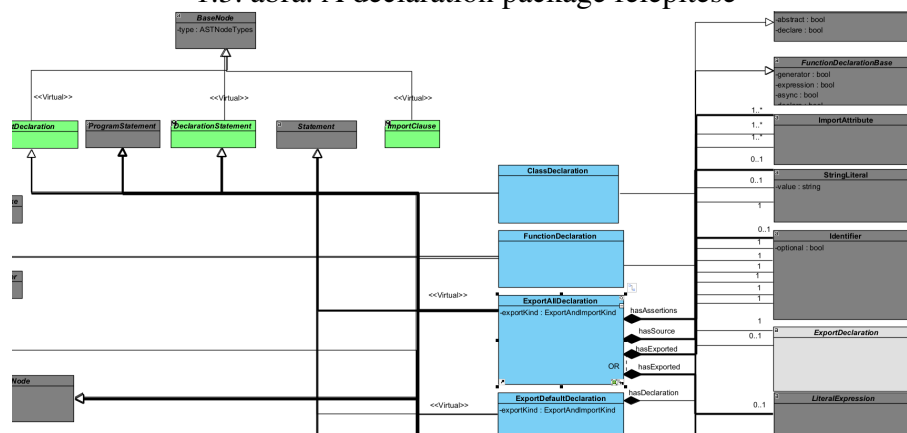 1.3. ábra. A declaration package felépítése
BaseNode
-type : ASTNodeTypes
<<Virtual>>
<<Virtual>>
<<Virtual>>
tDeclaration
ProgramStatement
DeclarationStatement
Statement
ImportClause
ClassDeclaration
FunctionDeclaration
<<Virtual>>
ExportAllDeclaration
-exportKind : ExportAndImportKind
OR
hasAssertions
hasSource
hasExported
hasExported
hasDeclaration
<<Virtual>>
ExportDefaultDeclaration
-exportKind : ExportAndImportKind
Node
-abstract : bool
-declare : bool
FunctionDeclarationBase
-generator : bool
-expression : bool
-async : bool
1..*
ImportAttribute
1..*
1..*
0..1
StringLiteral
0..1
-value : string
1
0..1
Identifier
1
-optional : bool
1
1
1
1
1
1
ExportDeclaration
0..1
LiteralExpression
0..1